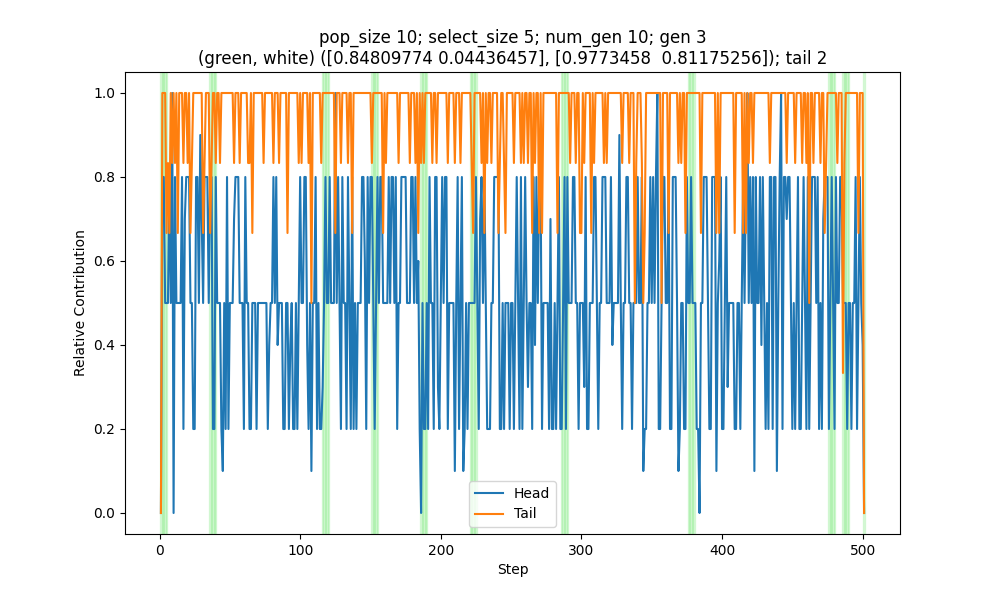 pop_size 10; select_size 5; num_gen 10; gen 3
(green, white) ([0.84809774 0.04436457], [0.9773458  0.81175256]); tail 2
1.0
0.8
0.6
0.4
0.2
0.0
Relative Contribution
Head
Tail
0
100
200
300
400
500
Step